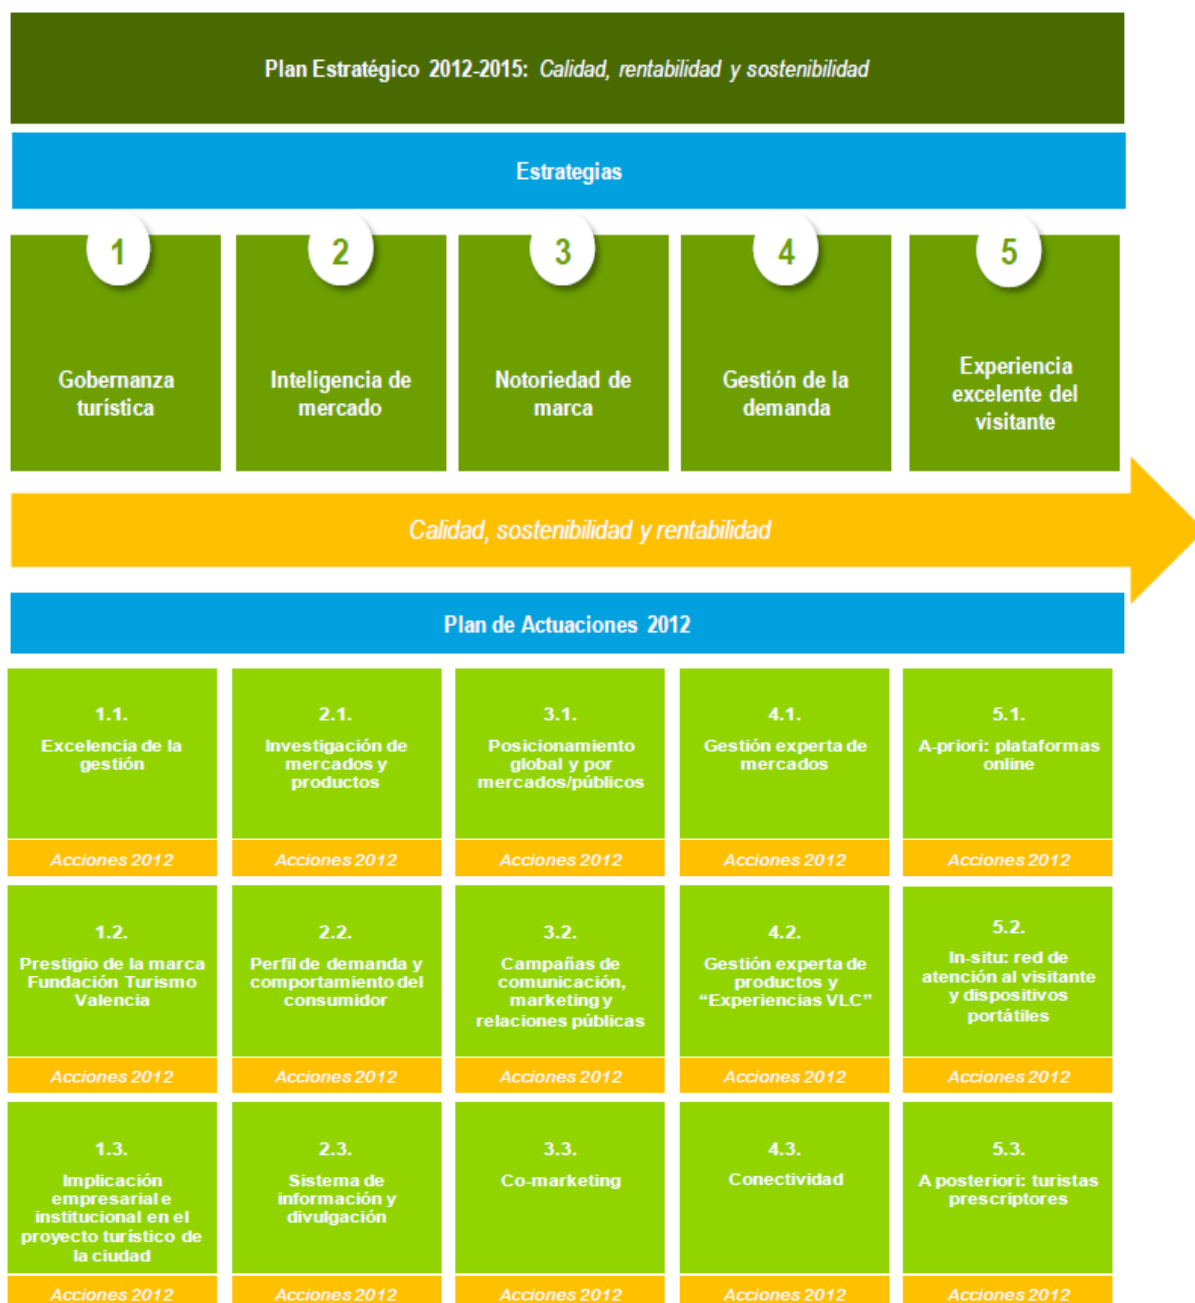 Plan Estratégico 2012-2015: Calidad, rentabilidad y sostenibilidad
Estrategias
1
Gobernanza
turística
2
Inteligencia de
mercado
3
Notoriedad de
marca
4
Gestión de la
demanda
5
Experiencia
excelente del
visitante
Calidad, sostenibilidad y rentabilidad
Plan de Actuaciones 2012
1.1.
Excelencia de la
gestión
Acciones 2012
2.1.
Investigación de
mercados y
productos
Acciones 2012
3.1.
Posicionamiento
global y por
mercados/públicos
Acciones 2012
4.1.
Gestión experta de
mercados
Acciones 2012
5.1.
A-priori: plataformas
online
Acciones 2012
1.2.
Prestigio de la marca
Fundación Turismo
Valencia
Acciones 2012
2.2.
Perfil de demanda y
comportamiento del
consumidor
Acciones 2012
3.2.
Campañas de
comunicación,
marketing y
relaciones públicas
Acciones 2012
4.2.
Gestión experta de
productos y
“Experiencias VLC”
Acciones 2012
5.2.
In-situ: red de
atención al visitante
y dispositivos
portátiles
Acciones 2012
1.3.
Implicación
empresarial e
institucional en el
proyecto turístico de
la ciudad
Acciones 2012
2.3.
Sistema de
información y
divulgación
Acciones 2012
3.3.
Co-marketing
Acciones 2012
4.3.
Conectividad
Acciones 2012
5.3.
A posteriori: turistas
prescriptores
Acciones 2012